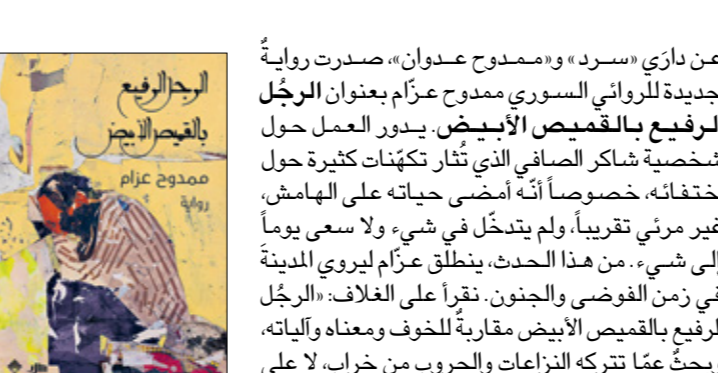 عن دارَي «سرد» و«ممدوح عدوان»، صدرت روايةٌ
جديدة للروائي السوري ممدوح عزّام بعنوان الرجُل
الرفيع بالقميص الأبيض. يدور العمل حول
شخصية شاكر الصافي الذي تُثار تكهّنات كثيرة حول
اختفائه، خصوصاً أنّه أمضى حياته على الهامش،
غير مرئي تقريباً، ولم يتدخّل في شيء ولا سعى يوماً
إلى شيء. من هذا الحدث، ينطلق عزّام ليروي المدينةَ
في زمن الفوضى والجنون. نقرأ على الغلاف: «الرجُل
الرفيع بالقميص الأبيض مقاربةٌ للخوف ومعناه وآلياته،
وبحثٌ عمّا تتركه النزاعات والحروب من خراب، لا على
الرجل الرفيع
بالقميص الأبيض
ممدوح عزام
رواية